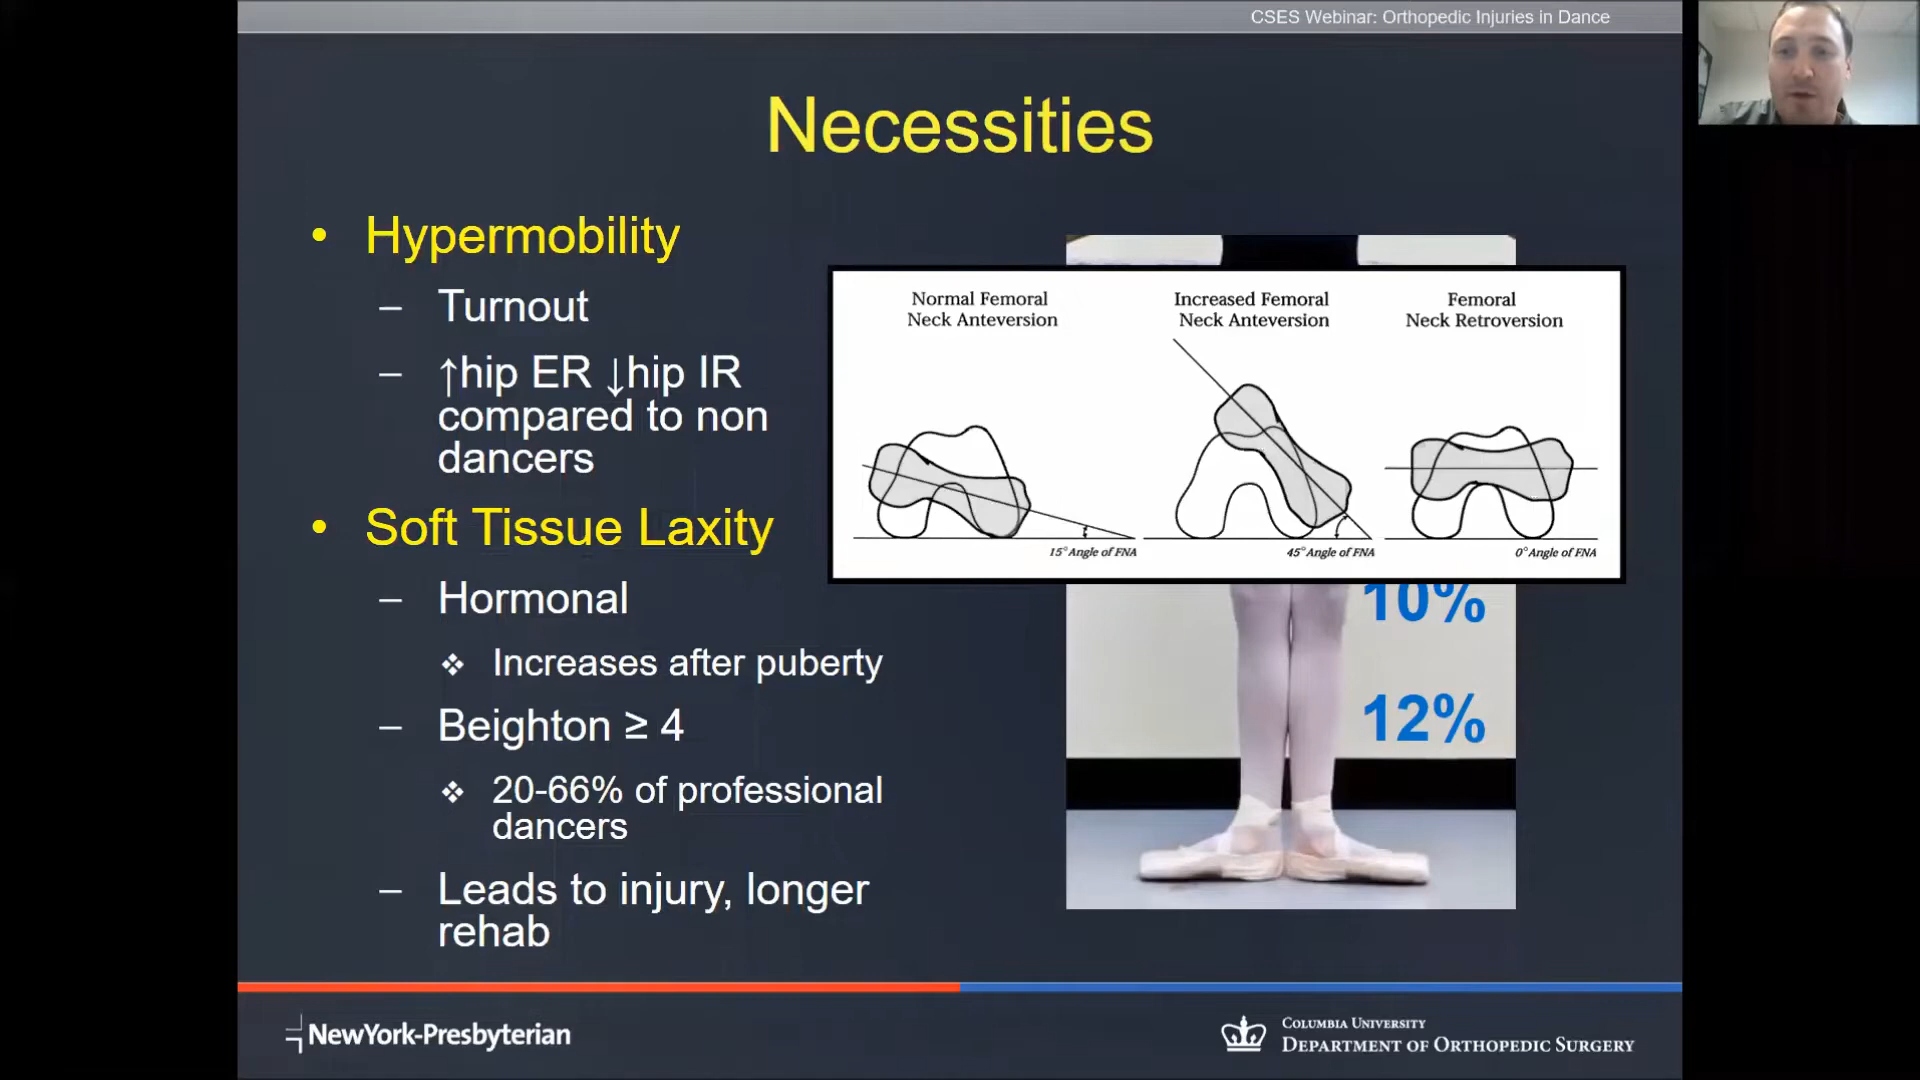 CSES Webinar: Orthopedic Injuries in Dance
Necessities
• Hypermobility
– Turnout
– ↑hip ER ↓hip IR
compared to non
dancers
• Soft Tissue Laxity
– Hormonal
❖ Increases after puberty
– Beighton ≥ 4
❖ 20-66% of professional
dancers
– Leads to injury, longer
rehab
Normal Femoral
Neck Anteversion
15° Angle of FNA
Increased Femoral
Neck Anteversion
45° Angle of FNA
Femoral
Neck Retroversion
0° Angle of FNA
10%
12%
NewYork-Presbyterian
COLUMBIA UNIVERSITY
DEPARTMENT OF ORTHOPEDIC SURGERY